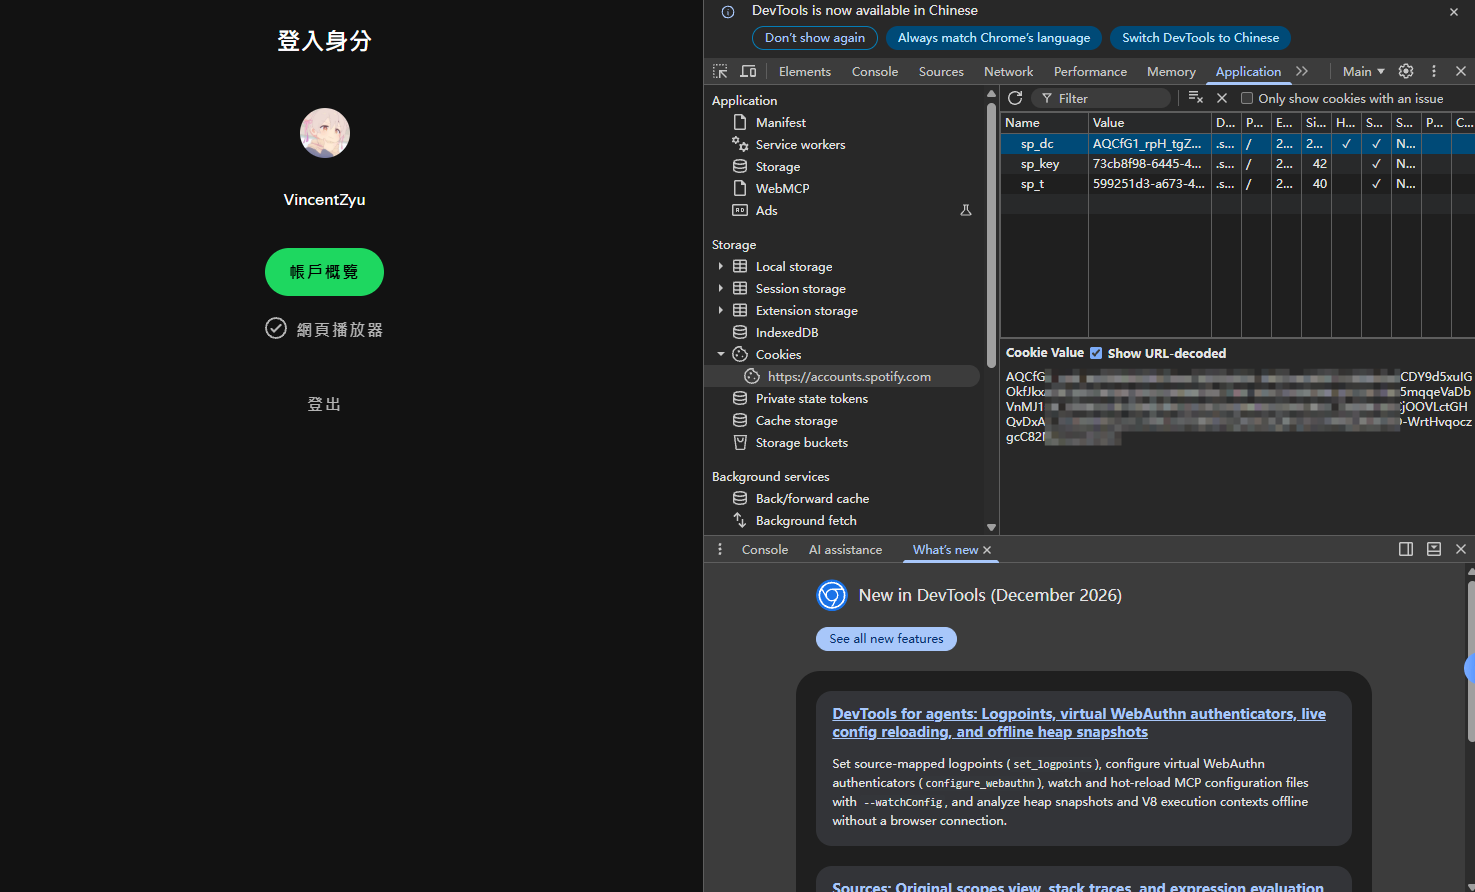 登入身分
VincentZyu
帳戶概覽
網頁播放器
登出
DevTools is now available in Chinese
Don't show again
Always match Chrome's language
Switch DevTools to Chinese
Elements
Console
Sources
Network
Performance
Memory
Application
Main
Application
Manifest
Service workers
Storage
WebMCP
Ads
Storage
Local storage
Session storage
Extension storage
IndexedDB
Cookies
https://accounts.spotify.com
Private state tokens
Cache storage
Storage buckets
Background services
Back/forward cache
Background fetch
Filter
Only show cookies with an issue
Name Value D... P... E... Si... H... S... S... P... C...
sp_dc AQCfG1_rpH_tgZ... .s... / 2... 2... ✓ ✓ N...
sp_key 73cb8f98-6445-4... .s... / 2... 42 ✓ N...
sp_t 599251d3-a673-4... .s... / 2... 40 ✓ N...
Cookie Value Show URL-decoded
AQCfG CDY9d5xuIG
OkfJkx 5mqqeVaDb
VnMJ1 jOOVLctGH
QvDxA -WrtHvqocz
gcC82
Console
AI assistance
What's new
New in DevTools (December 2026)
See all new features
DevTools for agents: Logpoints, virtual WebAuthn authenticators, live
config reloading, and offline heap snapshots
Set source-mapped logpoints (set_logpoints), configure virtual WebAuthn
authenticators (configure_webauthn), watch and hot-reload MCP configuration files
with --watchConfig, and analyze heap snapshots and V8 execution contexts offline
without a browser connection.
Sources: Original scopes view, stack traces, and expression evaluation